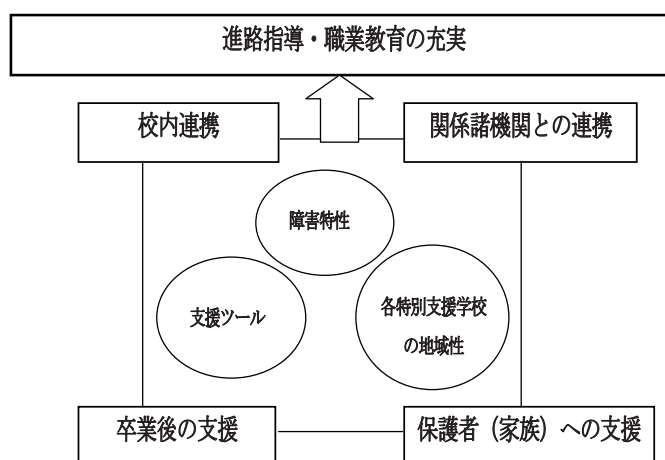 進路指導・職業教育の充実
校内連携
関係諸機関との連携
障害特性
支援ツール
各特別支援学校
の地域性
卒業後の支援
保護者（家族）への支援